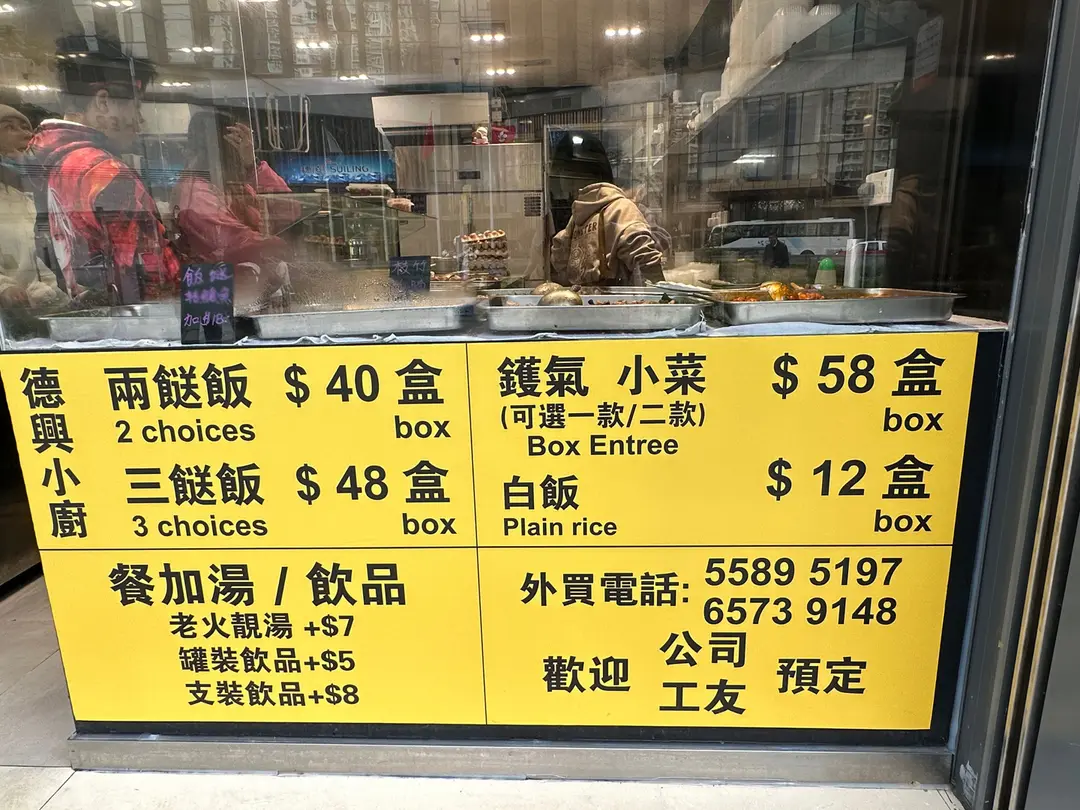 SUILING
加$18
德興小廚
兩餸飯 $ 40 盒
2 choices box
三餸飯 $ 48 盒
3 choices box
鑊氣 小菜 $ 58 盒
(可選一款/二款) box
Box Entree
白飯 $ 12 盒
Plain rice box
餐加湯 / 飲品
老火靚湯 +$7
罐裝飲品+$5
支裝飲品+$8
外買電話: 5589 5197
6573 9148
歡迎 公司 預定
工友